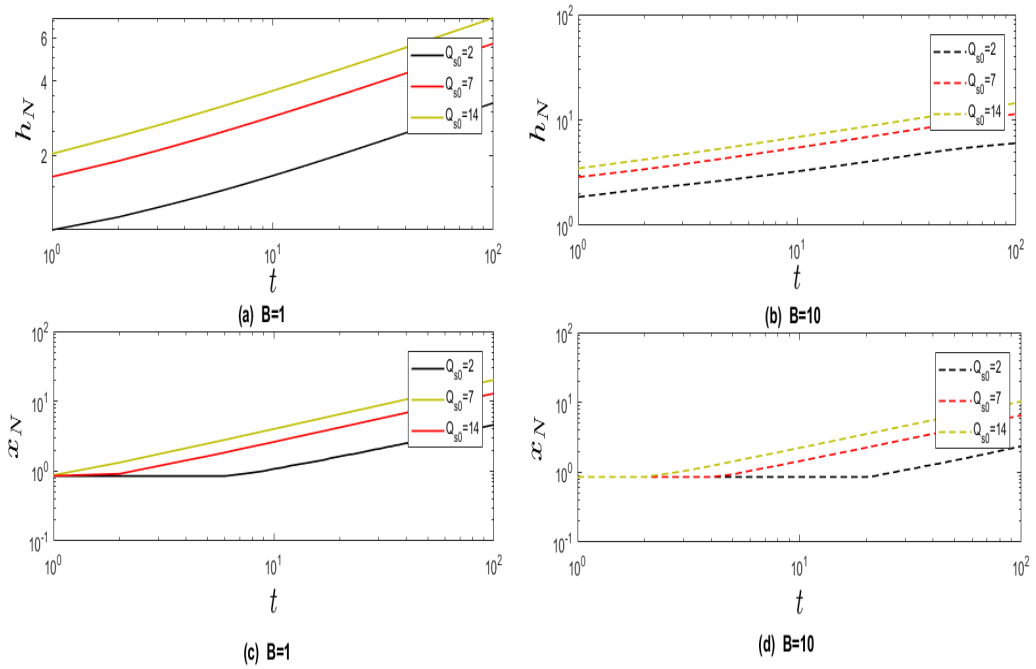 6
4
2
h_N
10^0
10^1
10^2
t
Q_s0=2
Q_s0=7
Q_s0=14
(a) B=1
10^2
10^1
10^0
h_N
10^0
10^1
10^2
t
Q_s0=2
Q_s0=7
Q_s0=14
(b) B=10
10^2
10^1
10^0
10^-1
x_N
10^0
10^1
10^2
t
Q_s0=2
Q_s0=7
Q_s0=14
(c) B=1
10^2
10^1
10^0
10^-1
x_N
10^0
10^1
10^2
t
Q_s0=2
Q_s0=7
Q_s0=14
(d) B=10